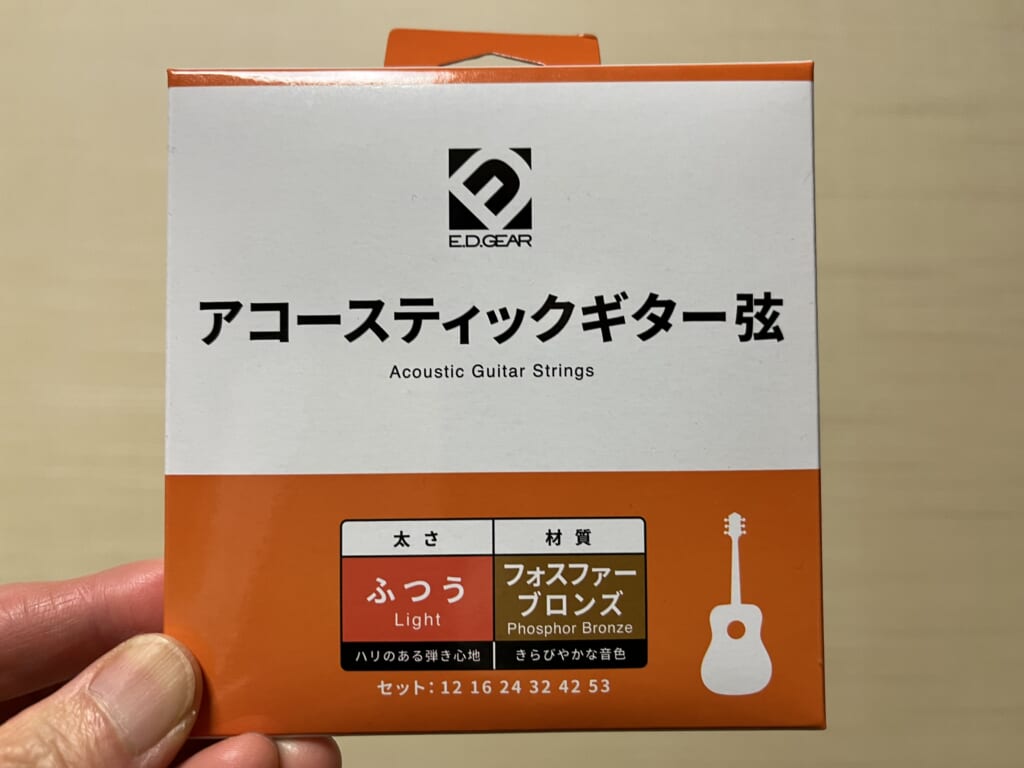 E.D.GEAR
アコースティックギター弦
Acoustic Guitar Strings
太さ 材質
ふつう フォスファー
ブロンズ
Light Phosphor Bronze
ハリのある弾き心地 きらびやかな音色
セット：12 16 24 32 42 53